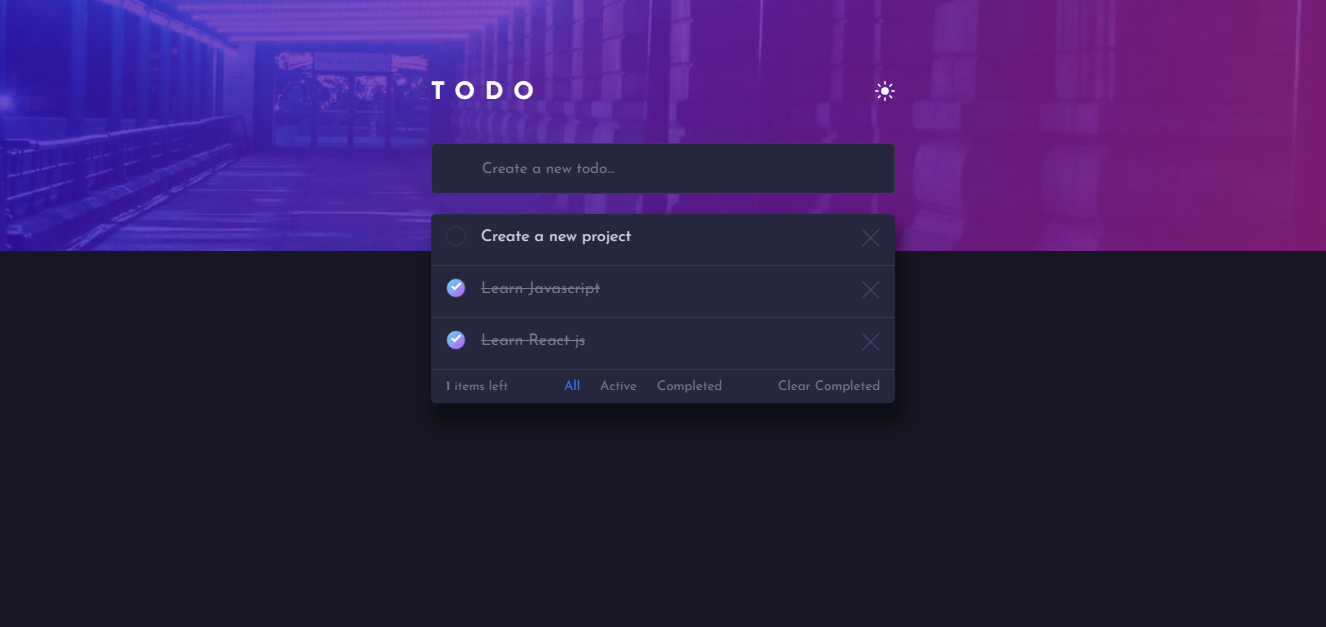 TODO
Create a new todo...
Create a new project
Learn Javascript
Learn React js
1 items left All Active Completed Clear Completed